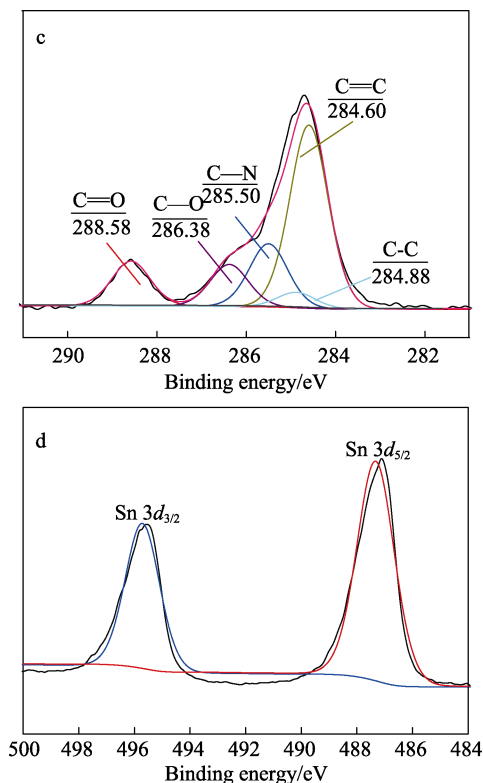 c
C═C
284.60
C—N
285.50
C═O
288.58
C—O
286.38
C-C
284.88
290 288 286 284 282
Binding energy/eV
d
Sn 3d5/2
Sn 3d3/2
500 498 496 494 492 490 488 486 484
Binding energy/eV